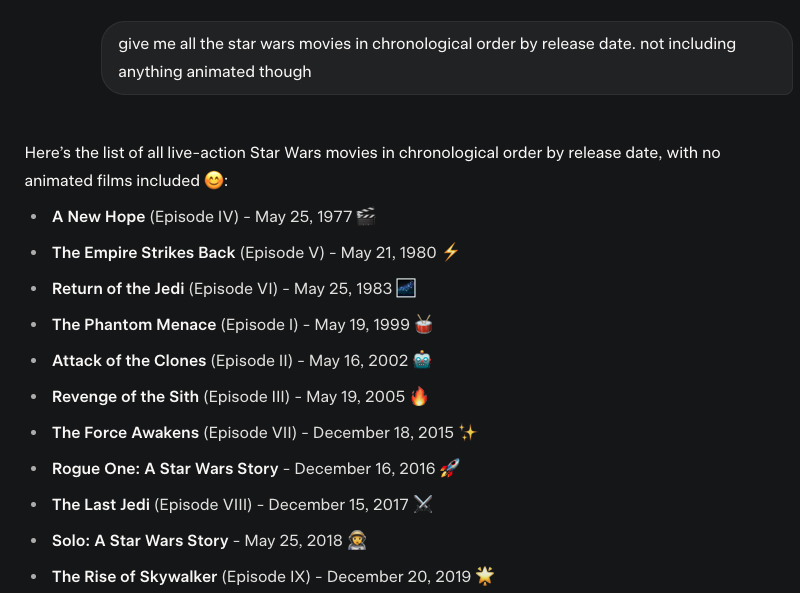 give me all the star wars movies in chronological order by release date. not including
anything animated though
Here’s the list of all live-action Star Wars movies in chronological order by release date, with no
animated films included 😊:
• A New Hope (Episode IV) - May 25, 1977 🎬
• The Empire Strikes Back (Episode V) - May 21, 1980 ⚡
• Return of the Jedi (Episode VI) - May 25, 1983 🌌
• The Phantom Menace (Episode I) - May 19, 1999 🥁
• Attack of the Clones (Episode II) - May 16, 2002 🤖
• Revenge of the Sith (Episode III) - May 19, 2005 🔥
• The Force Awakens (Episode VII) - December 18, 2015 ✨
• Rogue One: A Star Wars Story - December 16, 2016 🚀
• The Last Jedi (Episode VIII) - December 15, 2017 ⚔️
• Solo: A Star Wars Story - May 25, 2018 🧑‍🚀
• The Rise of Skywalker (Episode IX) - December 20, 2019 🌟